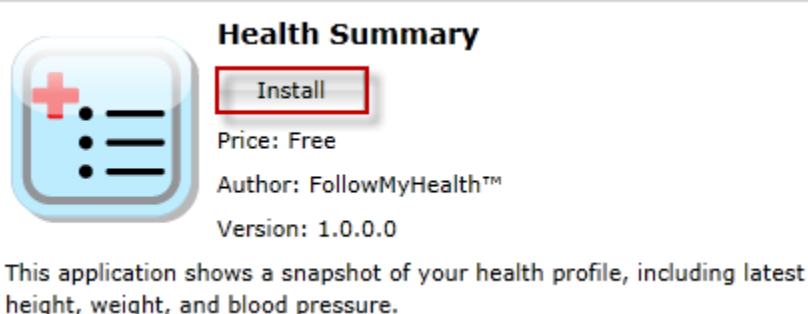 Health Summary
Install
Price: Free
Author: FollowMyHealth™
Version: 1.0.0.0
This application shows a snapshot of your health profile, including latest
height, weight, and blood pressure.